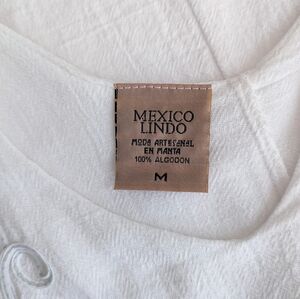 MEXICO
LINDO
MODA ARTESANAL
EN MANTA
100% ALGODON
M